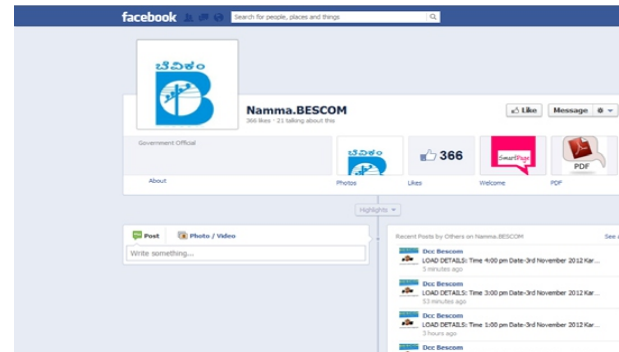 facebook
Search for people, places and things
ಬೆವಿಕಂ
Namma.BESCOM
366 likes · 21 talking about this
Like
Message
Government Official
About
ಬೆವಿಕಂ
Photos
366
Likes
SmartPage
Welcome
PDF
PDF
Highlights
Post
Photo / Video
Write something...
Recent Posts by Others on Namma.BESCOM
See
Dcc Bescom
LOAD DETAILS: Time 4:00 pm Date-3rd November 2012 Kar...
5 minutes ago
Dcc Bescom
LOAD DETAILS: Time 3:00 pm Date-3rd November 2012 Kar...
53 minutes ago
Dcc Bescom
LOAD DETAILS: Time 1:00 pm Date-3rd November 2012 Kar...
3 hours ago
Dcc Bescom